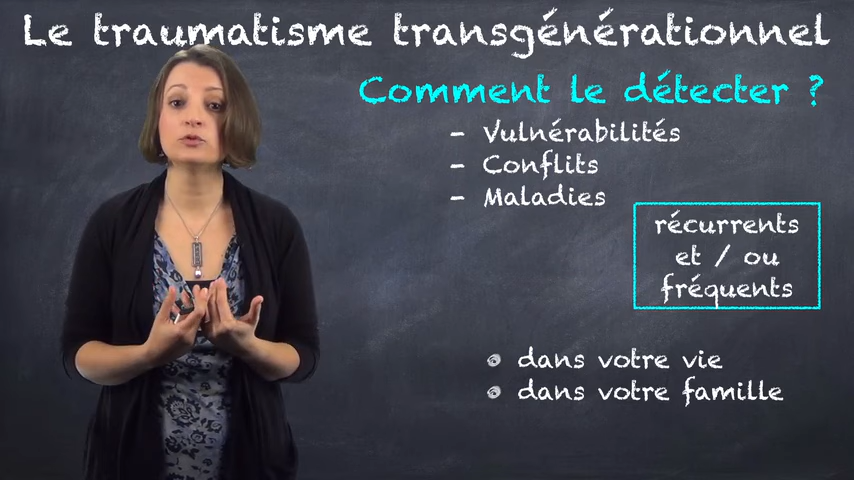 Le traumatisme transgénérationnel
Comment le détecter ?
- Vulnérabilités
- Conflits
- Maladies
récurrents
et / ou
fréquents
dans votre vie
dans votre famille